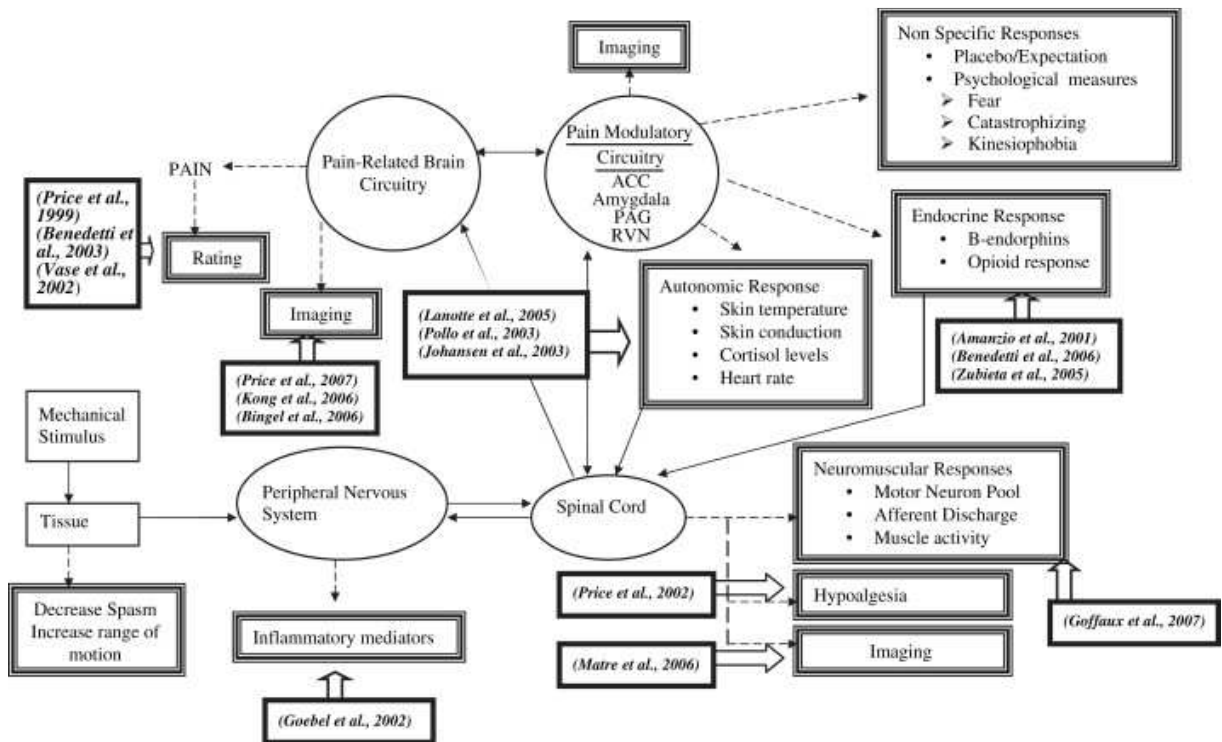 Imaging
Non Specific Responses
• Placebo/Expectation
• Psychological measures
➢ Fear
➢ Catastrophizing
➢ Kinesiophobia
Pain Modulatory
Circuitry
ACC
Amygdala
PAG
RVN
Pain-Related Brain
Circuitry
PAIN
(Price et al.,
1999)
(Benedetti et
al., 2003)
(Vase et al.,
2002)
Rating
Imaging
(Price et al., 2007)
(Kong et al., 2006)
(Bingel et al., 2006)
(Lanotte et al., 2005)
(Pollo et al., 2003)
(Johansen et al., 2003)
Autonomic Response
• Skin temperature
• Skin conduction
• Cortisol levels
• Heart rate
Endocrine Response
• B-endorphins
• Opioid response
(Amanzio et al., 2001)
(Benedetti et al., 2006)
(Zubieta et al., 2005)
Mechanical
Stimulus
Tissue
Decrease Spasm
Increase range of
motion
Peripheral Nervous
System
Inflammatory mediators
(Goebel et al., 2002)
Spinal Cord
Neuromuscular Responses
• Motor Neuron Pool
• Afferent Discharge
• Muscle activity
(Price et al., 2002)
Hypoalgesia
(Goffaux et al., 2007)
(Matre et al., 2006)
Imaging